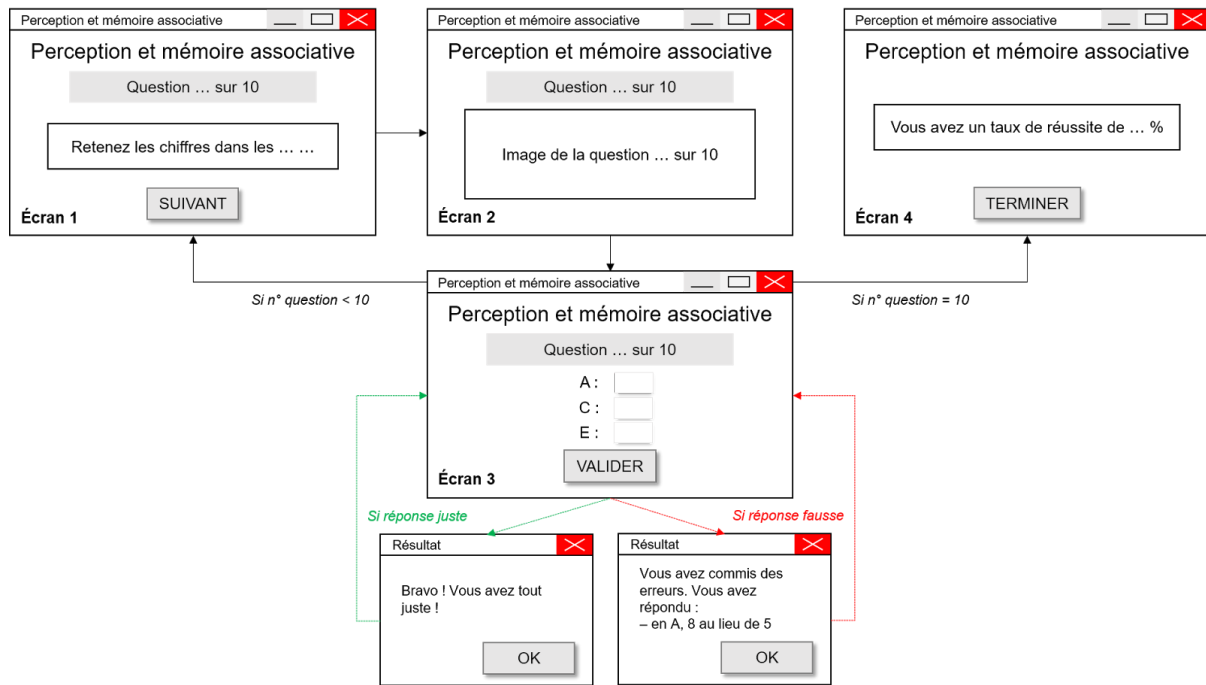 Perception et mémoire associative
Perception et mémoire associative
Question … sur 10
Retenez les chiffres dans les … …
SUIVANT
Écran 1
Perception et mémoire associative
Perception et mémoire associative
Question … sur 10
Image de la question … sur 10
Écran 2
Perception et mémoire associative
Perception et mémoire associative
Vous avez un taux de réussite de … %
TERMINER
Écran 4
Si n° question < 10
Perception et mémoire associative
Perception et mémoire associative
Question … sur 10
A :
C :
E :
VALIDER
Écran 3
Si n° question = 10
Si réponse juste
Si réponse fausse
Résultat
Bravo ! Vous avez tout
juste !
OK
Résultat
Vous avez commis des
erreurs. Vous avez
répondu :
– en A, 8 au lieu de 5
OK